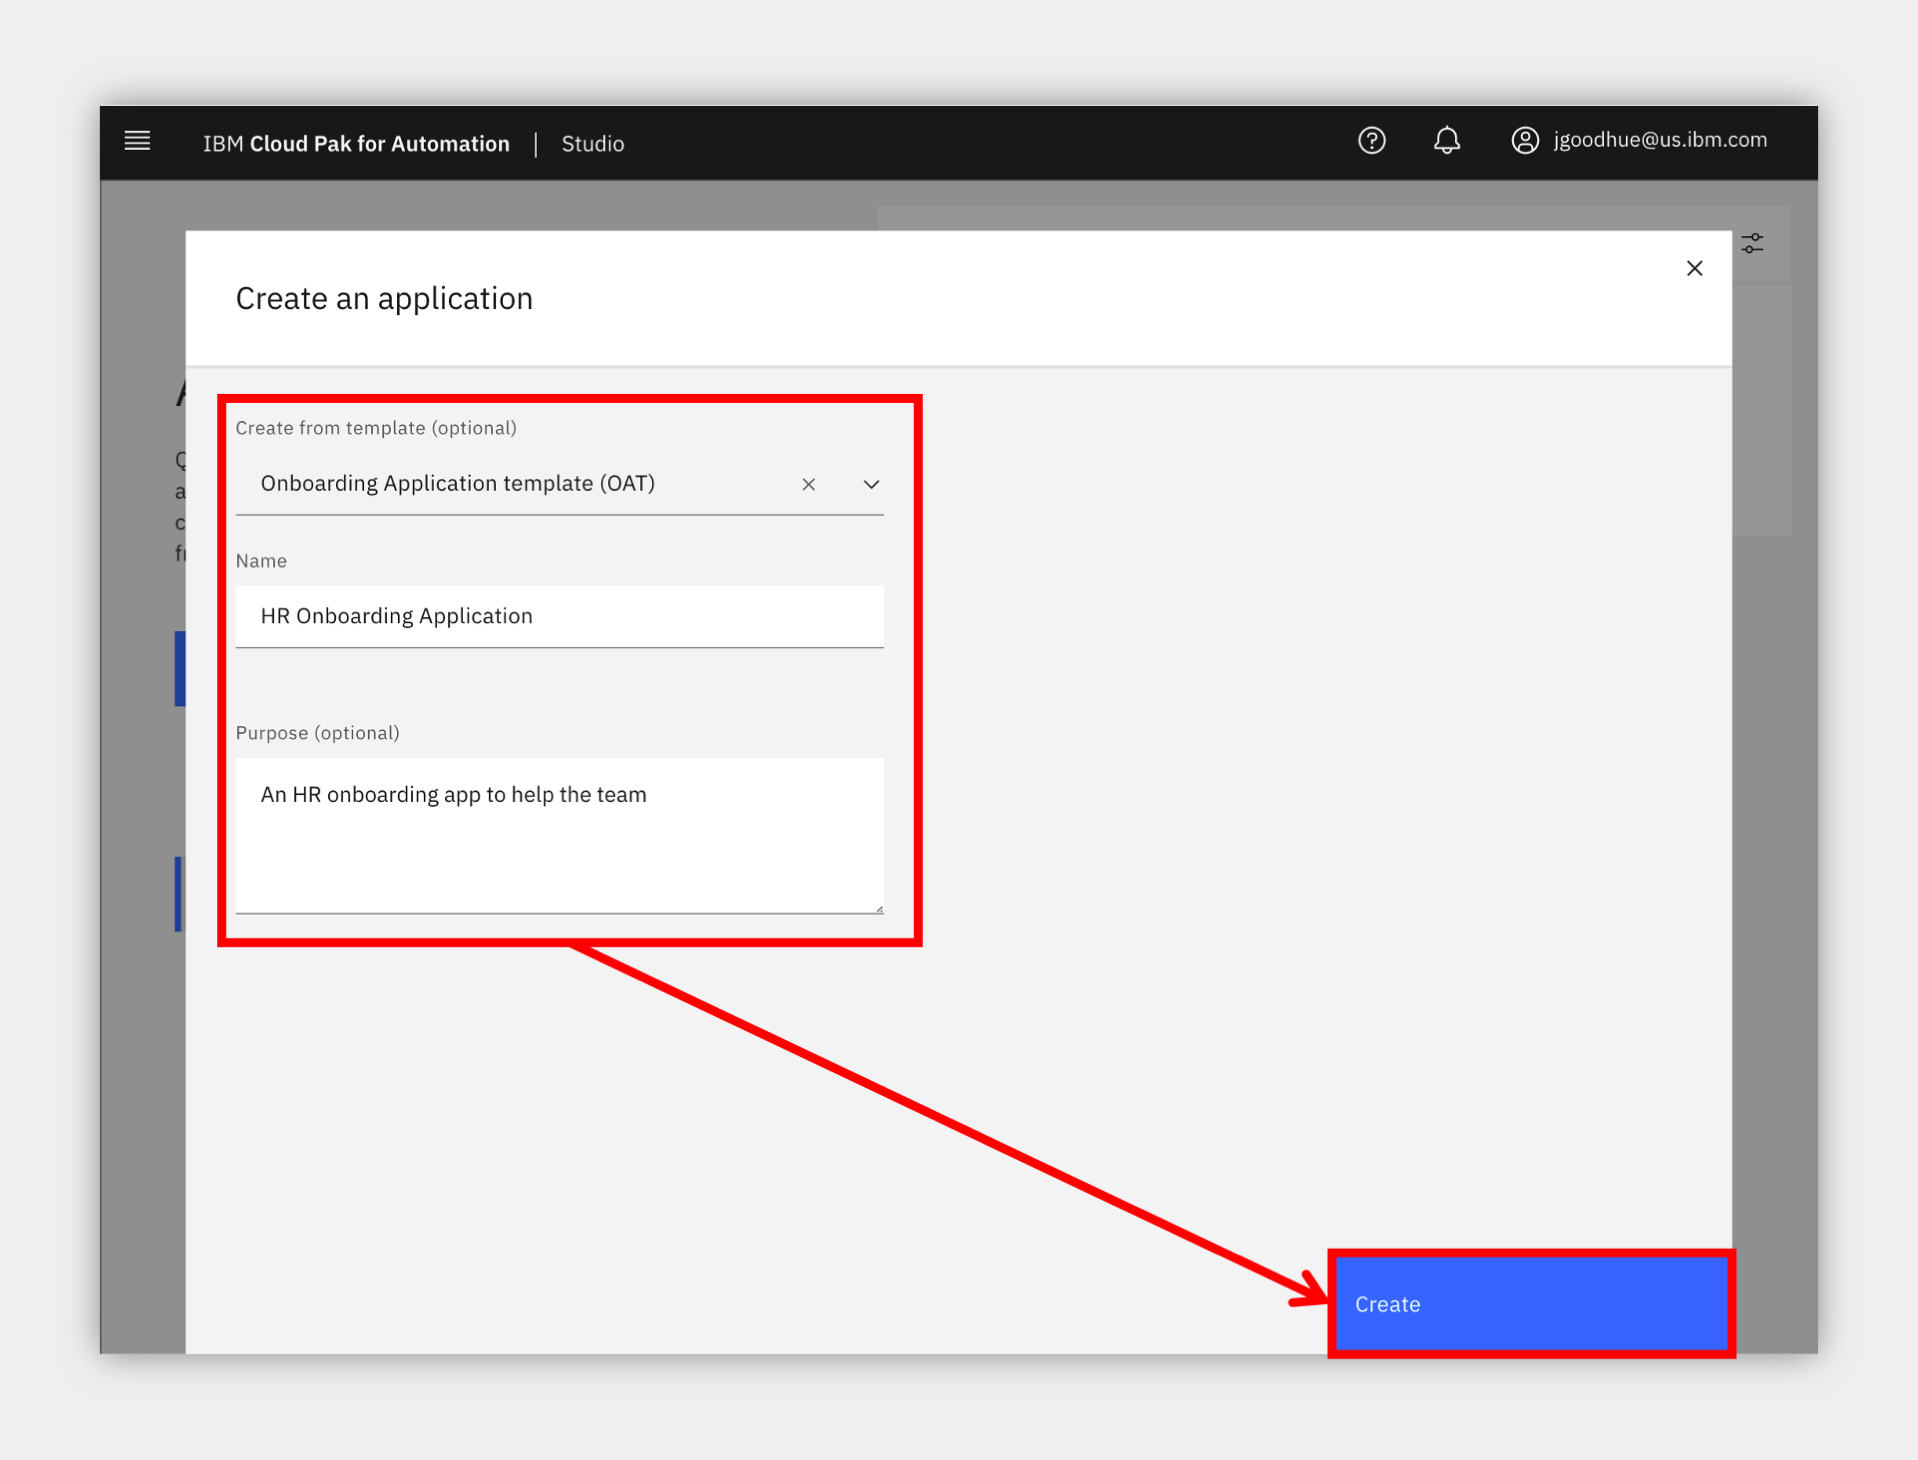 IBM Cloud Pak for Automation | Studio
jgoodhue@us.ibm.com
Create an application
Create from template (optional)
Onboarding Application template (OAT)
Name
HR Onboarding Application
Purpose (optional)
An HR onboarding app to help the team
Create